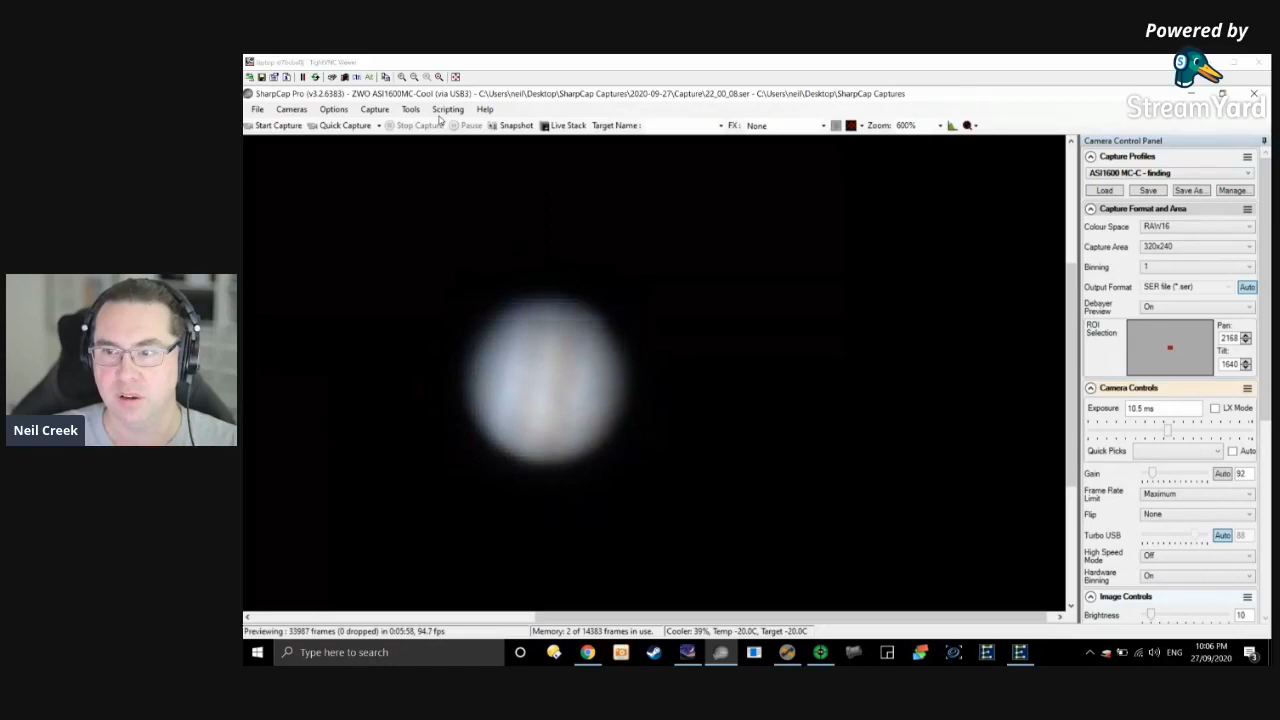 Powered by
StreamYard
TightVNC Viewer
SharpCap Pro (v3.2.6383) - ZWO ASI1600MC-Cool (via USB3) - C:\Users\neil\Desktop\SharpCap Captures\2020-09-27\Capture\22_00_08.ser - C:\Users\neil\Desktop\SharpCap Captures
File Cameras Options Capture Tools Scripting Help
Start Capture Quick Capture Stop Capture Pause Snapshot Live Stack Target Name : FX: None Zoom: 600%
Camera Control Panel
Capture Profiles
ASI1600 MC-C - finding
Load Save Save As... Manage...
Capture Format and Area
Colour Space RAW16
Capture Area 320x240
Binning 1
Output Format SER file (*.ser) Auto
Debayer
Preview On
ROI
Selection
Pan:
2168
Tilt:
1640
Camera Controls
Exposure 10.5 ms LX Mode
Quick Picks Auto
Gain Auto 92
Frame Rate
Limit Maximum
Flip None
Turbo USB Auto 88
High Speed
Mode Off
Hardware
Binning On
Image Controls
Brightness 10
Neil Creek
Previewing : 33987 frames (0 dropped) in 0:05:58, 94.7 fps Memory: 2 of 14383 frames in use. Cooler: 39%, Temp -20.0C, Target -20.0C
Type here to search
ENG
10:06 PM
27/09/2020
3